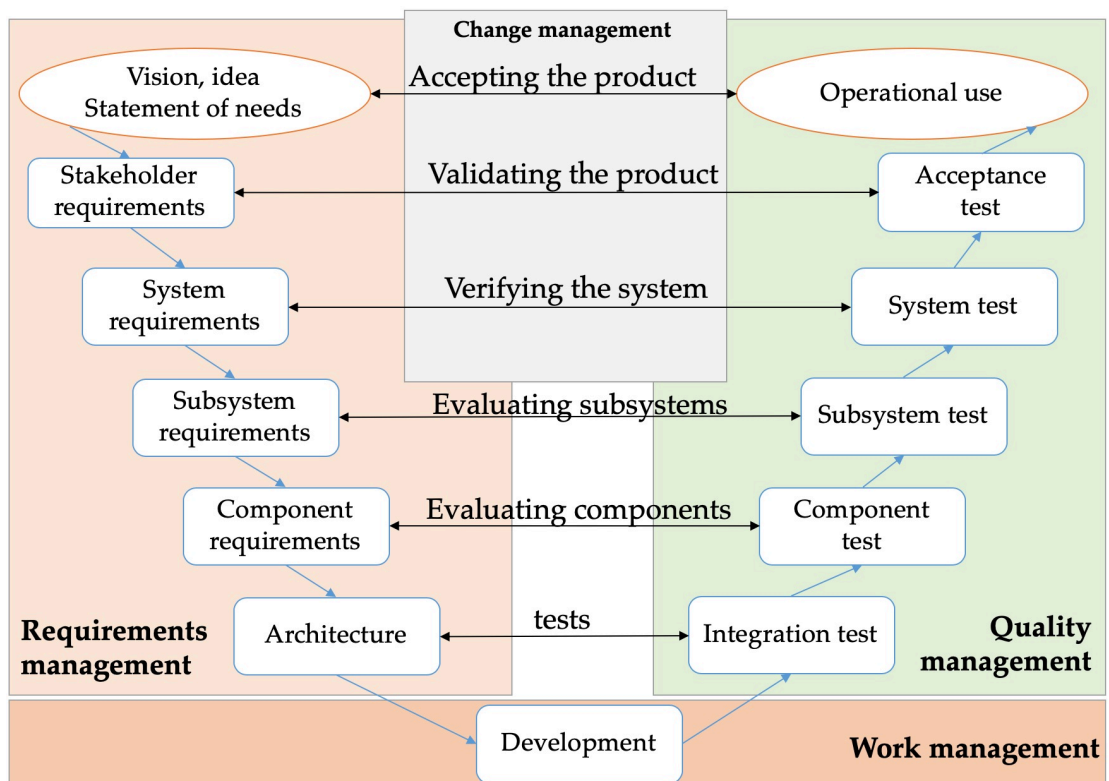 Change management
Vision, idea
Statement of needs
Accepting the product
Operational use
Stakeholder
requirements
Validating the product
Acceptance
test
System
requirements
Verifying the system
System test
Subsystem
requirements
Evaluating subsystems
Subsystem test
Component
requirements
Evaluating components
Component
test
Requirements
management
Architecture
tests
Integration test
Quality
management
Development
Work management